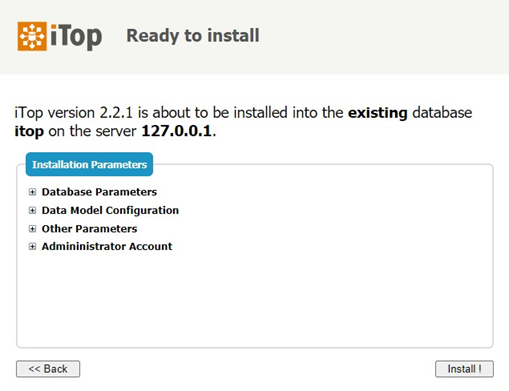 iTop Ready to install
iTop version 2.2.1 is about to be installed into the existing database
itop on the server 127.0.0.1.
Installation Parameters
Database Parameters
Data Model Configuration
Other Parameters
Admininistrator Account
<< Back Install !